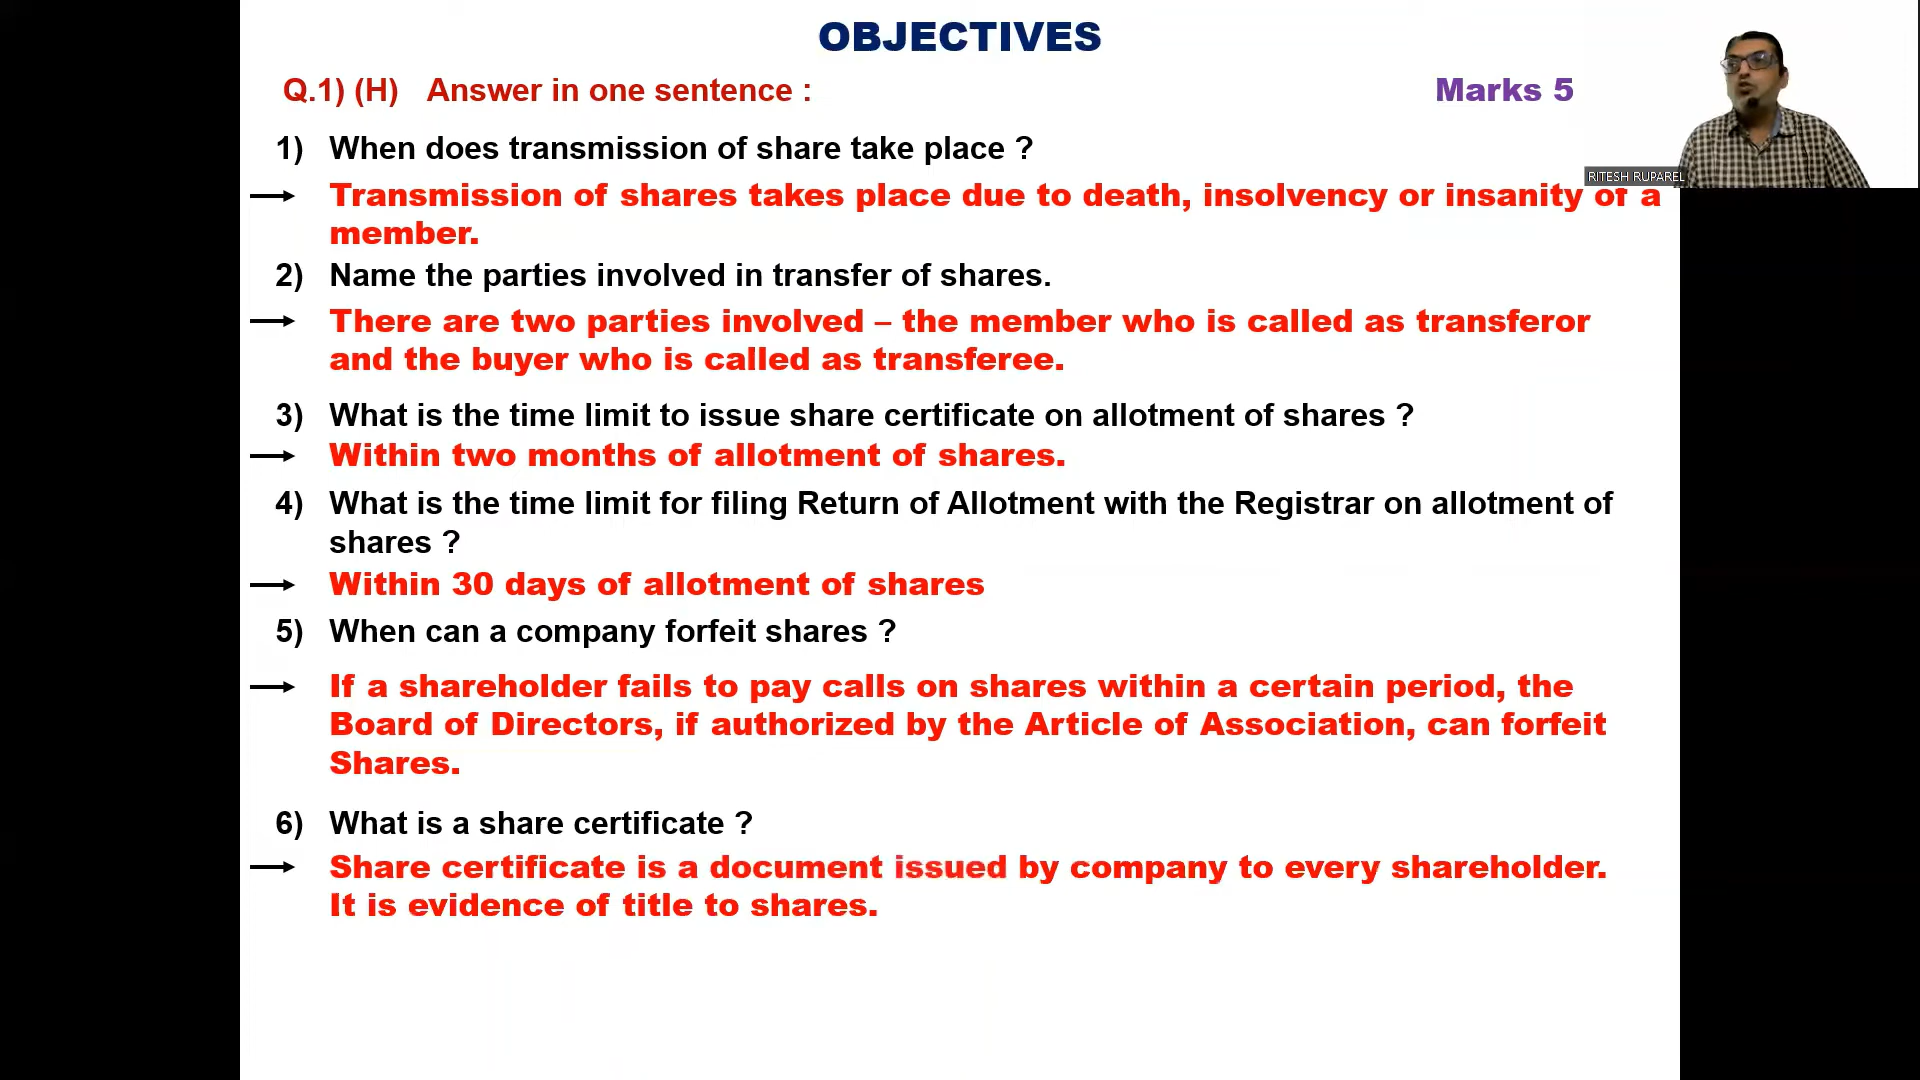 OBJECTIVES
Q.1) (H) Answer in one sentence :
Marks 5
1) When does transmission of share take place ?
RITESH RUPAREL
Transmission of shares takes place due to death, insolvency or insanity of a
member.
2) Name the parties involved in transfer of shares.
There are two parties involved – the member who is called as transferor
and the buyer who is called as transferee.
3) What is the time limit to issue share certificate on allotment of shares ?
Within two months of allotment of shares.
4) What is the time limit for filing Return of Allotment with the Registrar on allotment of
shares ?
Within 30 days of allotment of shares
5) When can a company forfeit shares ?
If a shareholder fails to pay calls on shares within a certain period, the
Board of Directors, if authorized by the Article of Association, can forfeit
Shares.
6) What is a share certificate ?
Share certificate is a document issued by company to every shareholder.
It is evidence of title to shares.